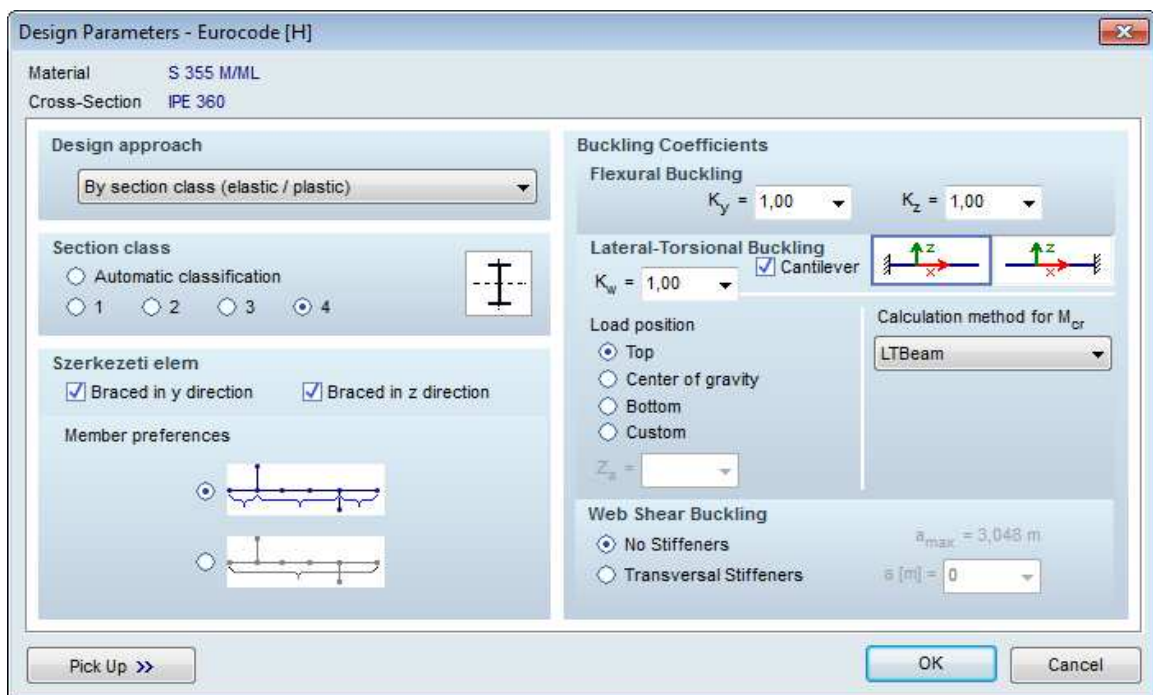 Design Parameters - Eurocode [H]
Material S 355 M/ML
Cross-Section IPE 360
Design approach
By section class (elastic / plastic)
Section class
Automatic classification
1 2 3 4
Szerkezeti elem
Braced in y direction Braced in z direction
Member preferences
Buckling Coefficients
Flexural Buckling
Ky = 1,00 Kz = 1,00
Lateral-Torsional Buckling
Cantilever
Kw = 1,00
z
x
z
x
Load position
Top
Center of gravity
Bottom
Custom
Za =
Calculation method for Mcr
LTBeam
Web Shear Buckling
No Stiffeners
Transversal Stiffeners
amax = 3,048 m
a [m] = 0
Pick Up >>
OK
Cancel